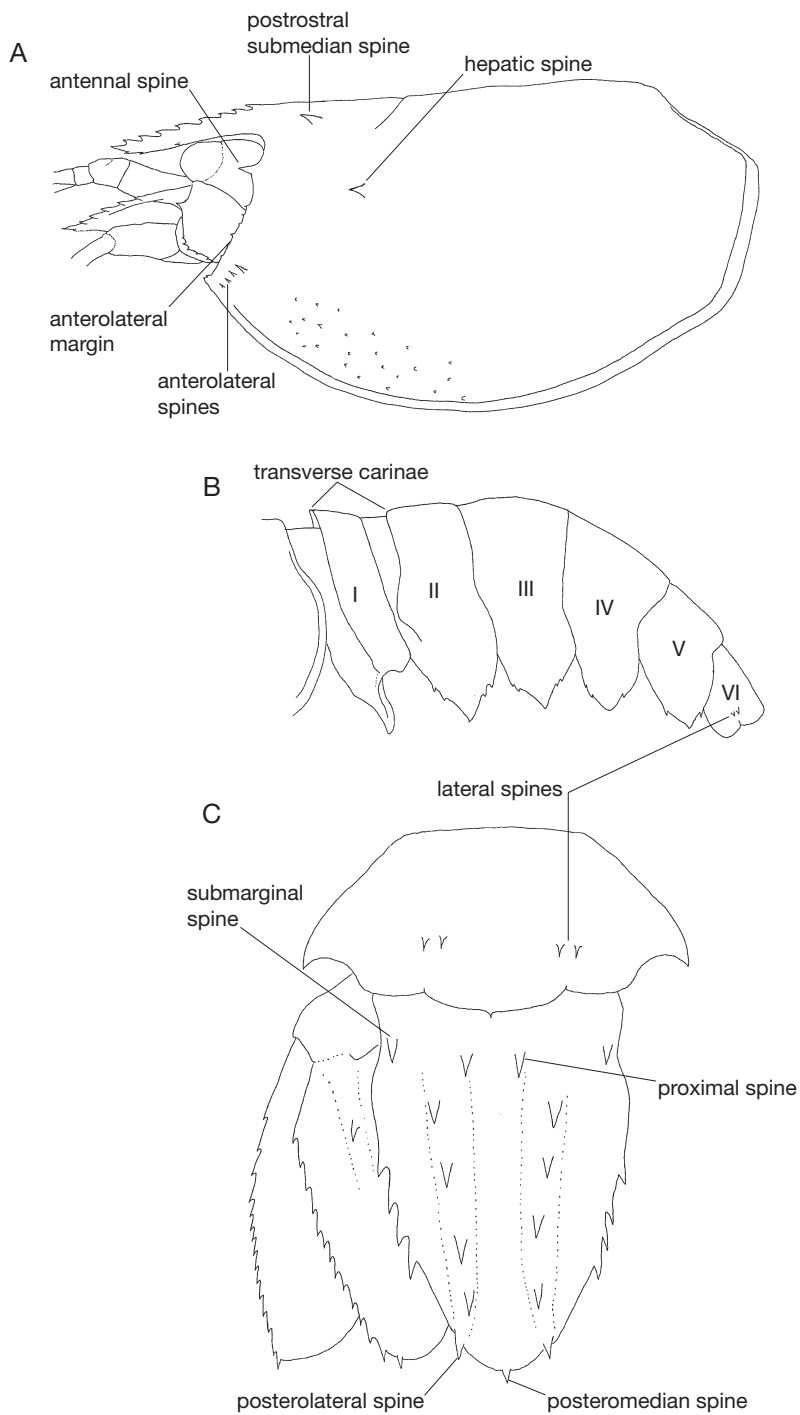 A
postrostral
submedian spine
antennal spine
hepatic spine
anterolateral
margin
anterolateral
spines
B
transverse carinae
I
II
III
IV
V
VI
lateral spines
C
submarginal
spine
proximal spine
posterolateral spine
posteromedian spine